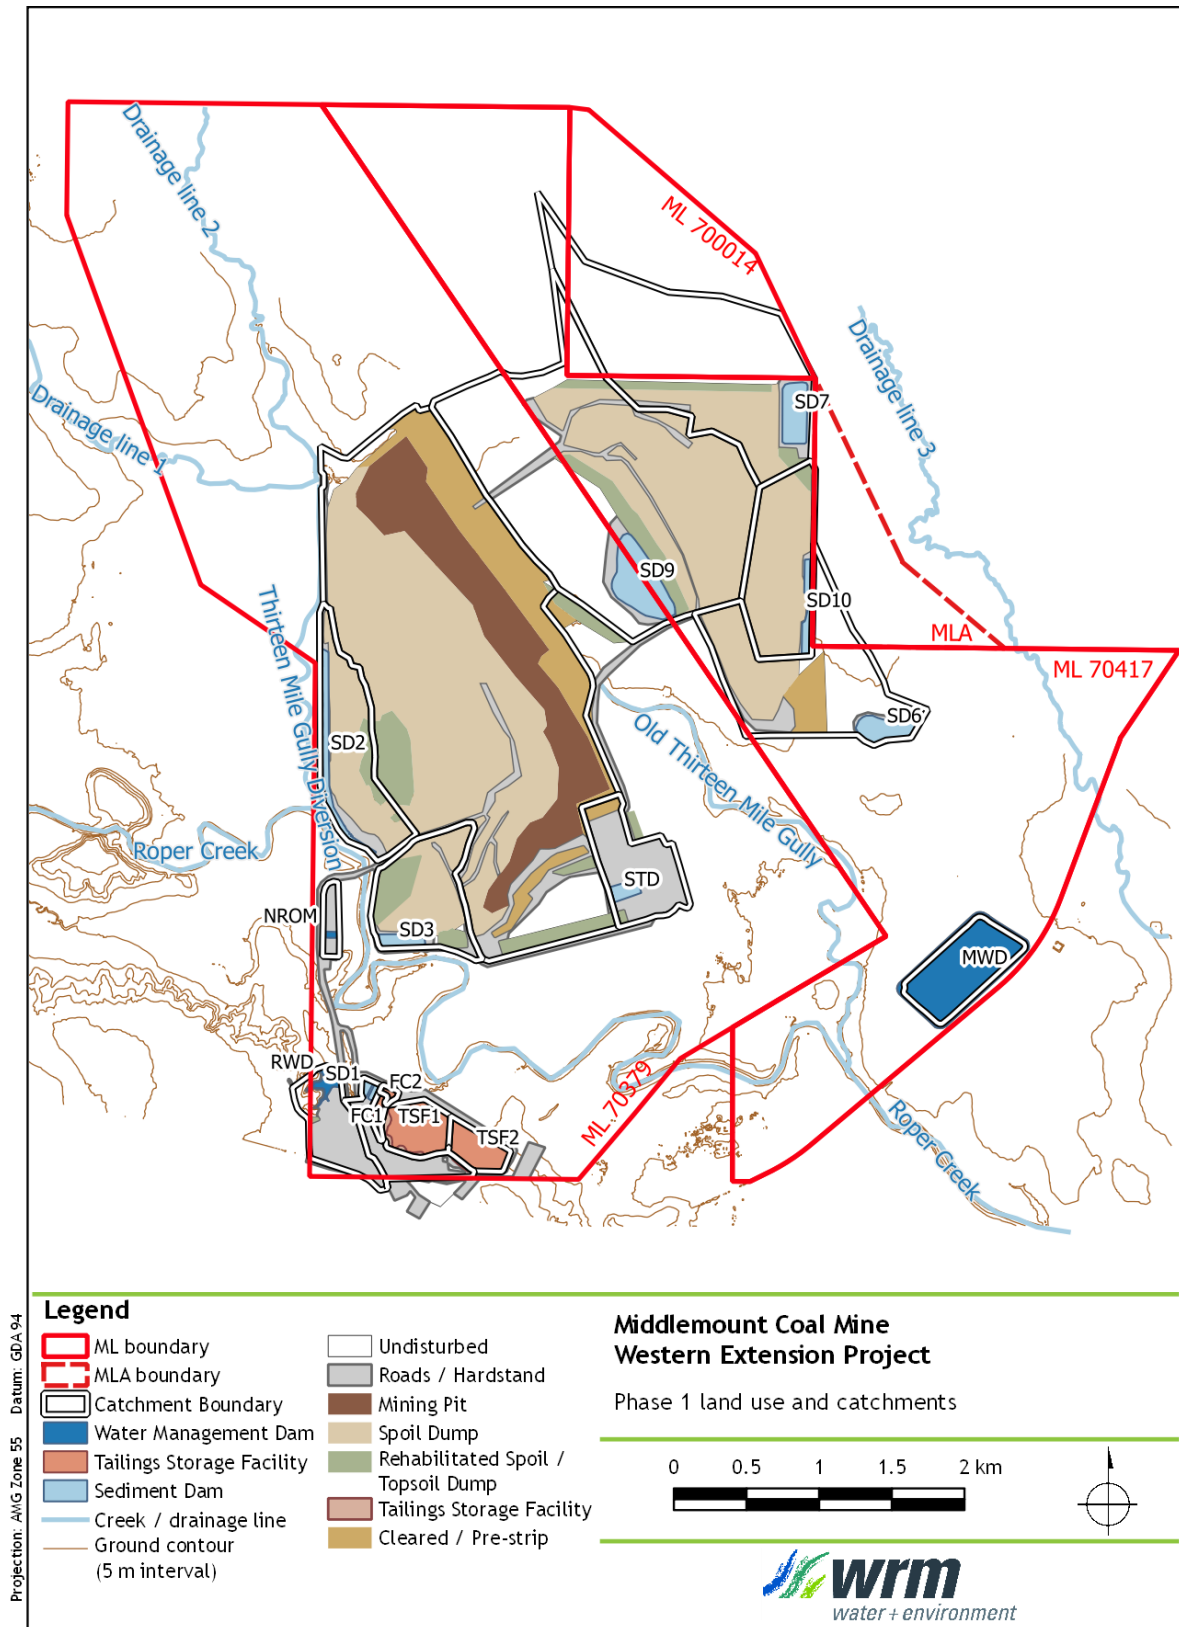 Drainage line 2
ML 700014
Drainage line 3
Drainage line 1
SD7
SD9
SD10
Thirteen Mile Gully Diversion
MLA
ML 70417
SD6
SD2
Old Thirteen Mile Gully
Roper Creek
STD
NROM
SD3
MWD
RWD
SD1
FC2
FC1
TSF1
TSF2
ML 70379
Roper Creek
Projection: AMG Zone 55 Datum: GDA 94
Legend
ML boundary
MLA boundary
Catchment Boundary
Water Management Dam
Tailings Storage Facility
Sediment Dam
Creek / drainage line
Ground contour
(5 m interval)
Undisturbed
Roads / Hardstand
Mining Pit
Spoil Dump
Rehabilitated Spoil /
Topsoil Dump
Tailings Storage Facility
Cleared / Pre-strip
Middlemount Coal Mine
Western Extension Project
Phase 1 land use and catchments
0 0.5 1 1.5 2 km
wrm
water + environment